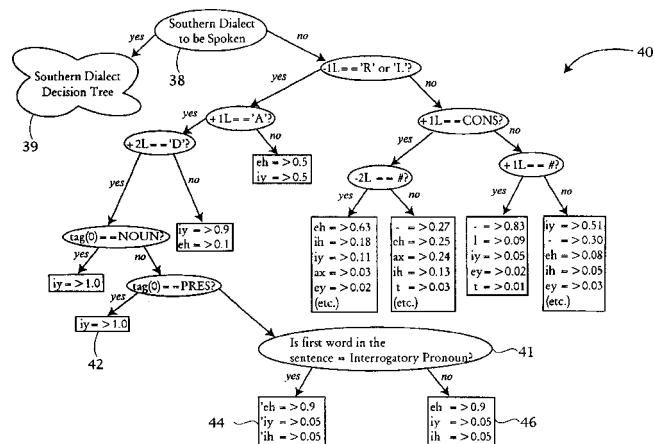 Southern Dialect
to be Spoken
yes
no
38
40
Southern Dialect
Decision Tree
39
-1L=='R' or 'L'?
yes
no
+1L=='A'?
yes
no
+1L==CONS?
yes
no
+2L=='D'?
yes
no
eh =>0.5
iy =>0.5
-2L ==#?
yes
no
+1L==#?
yes
no
tag(0)==NOUN?
yes
no
iy =>0.9
eh =>0.1
eh =>0.63
ih =>0.18
iy =>0.11
ax =>0.03
ey =>0.02
(etc.)
- =>0.27
eh =>0.25
ax =>0.24
ih =>0.13
t =>0.03
(etc.)
- =>0.83
l =>0.09
iy =>0.05
ey =>0.02
t =>0.01
iy =>0.51
- =>0.30
eh =>0.08
ih =>0.05
ey =>0.03
(etc.)
iy =>1.0
tag(0)==PRES?
yes
iy =>1.0
42
Is first word in the
sentence = Interrogatory Pronoun?
41
yes
no
'eh =>0.9
'iy =>0.05
'ih =>0.05
44
eh =>0.9
iy =>0.05
ih =>0.05
46